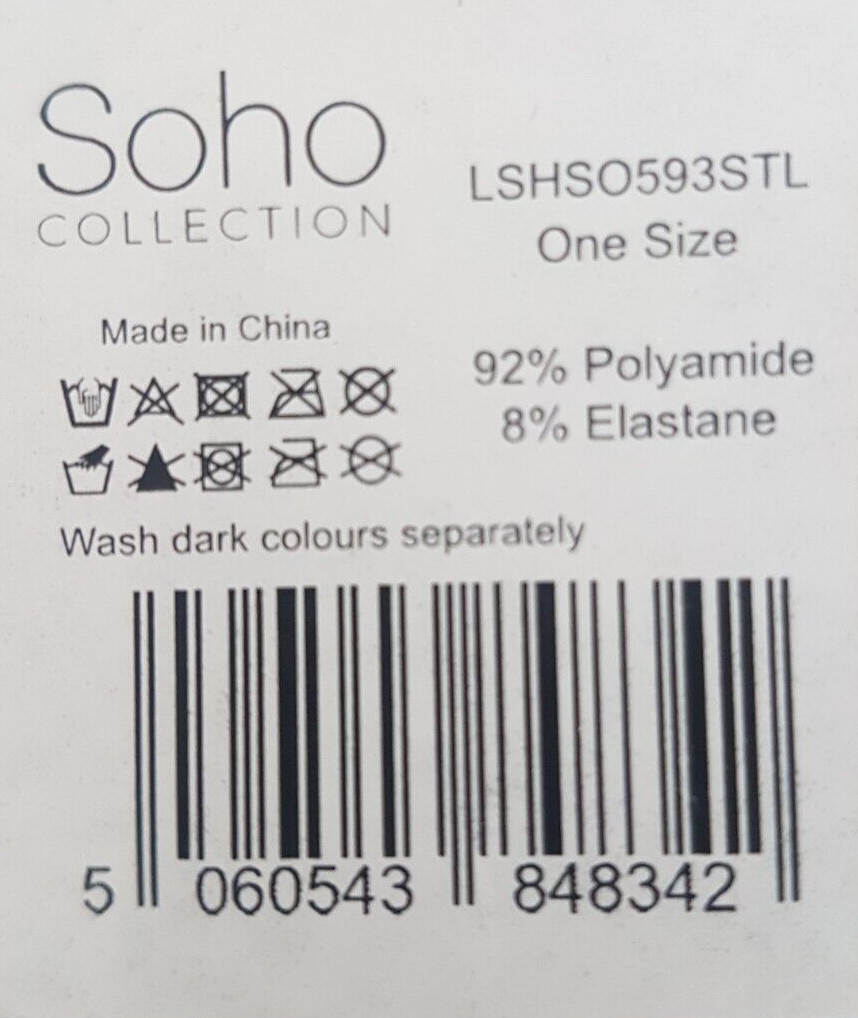 Soho
COLLECTION
LSHSO593STL
One Size
Made in China
92% Polyamide
8% Elastane
Wash dark colours separately
5 060543 848342